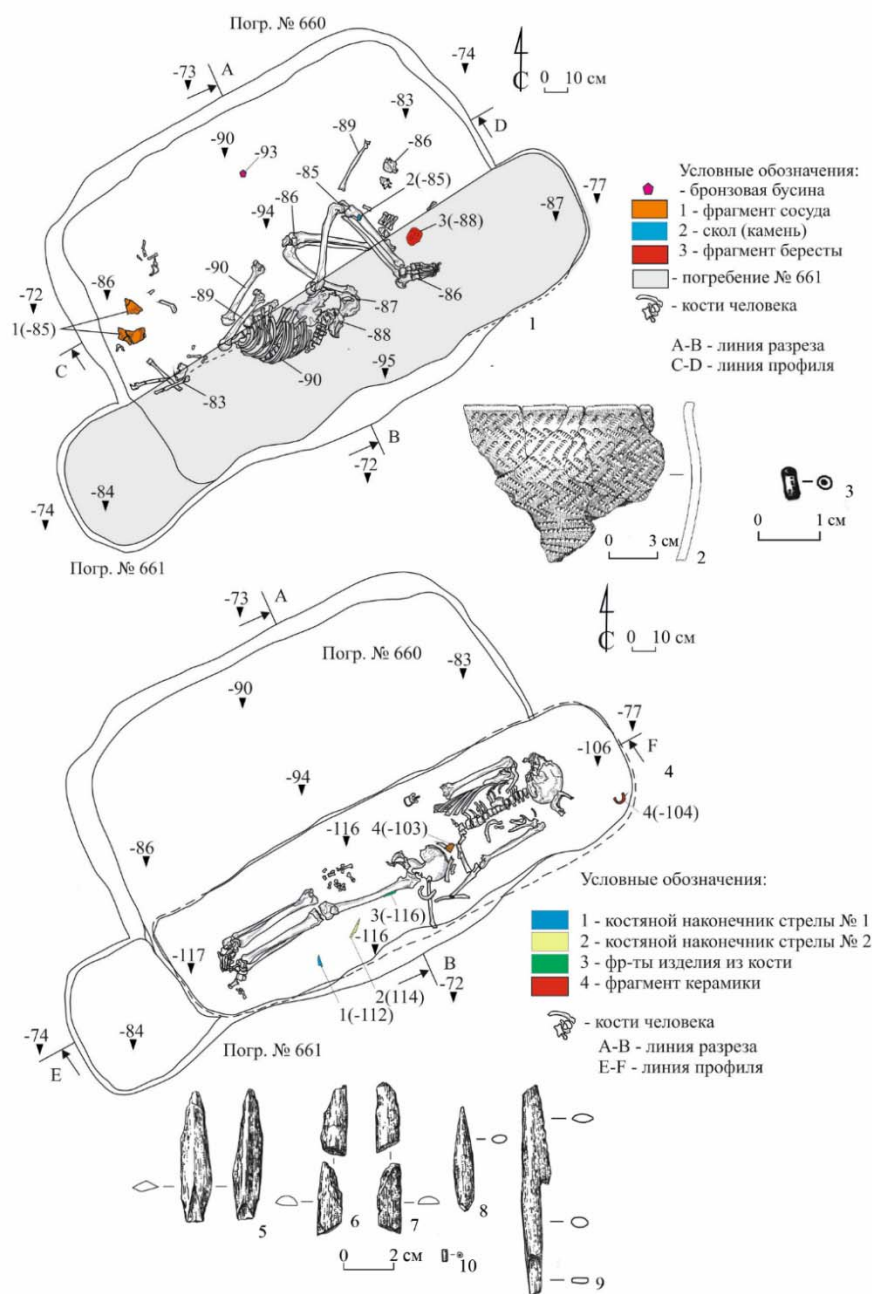 Погр. № 660
-74
-73
A
С
0 10 см
-83
D
-89
-90
-93
-86
-85
2(-85)
-77
Условные обозначения:
- бронзовая бусина
1 - фрагмент сосуда
2 - скол (камень)
3 - фрагмент бересты
- погребение № 661
- кости человека
A-B - линия разреза
C-D - линия профиля
-94
-86
3(-88)
-87
-90
-86
-72
-86
-89
-87
1(-85)
-88
1
C
-90
-95
-83
B
-72
-84
-74
0 3 см
2
0 1 см
3
Погр. № 661
-73
A
С
0 10 см
Погр. № 660
-83
-90
-77
F
-106
4
-94
4(-104)
-116
4(-103)
-86
Условные обозначения:
1 - костяной наконечник стрелы № 1
2 - костяной наконечник стрелы № 2
3 - фр-ты изделия из кости
4 - фрагмент керамики
- кости человека
A-B - линия разреза
E-F - линия профиля
3(-116)
-116
-117
B
-72
2(114)
1(-112)
-74
-84
E
Погр. № 661
5
6
7
8
0 2 см
10
9